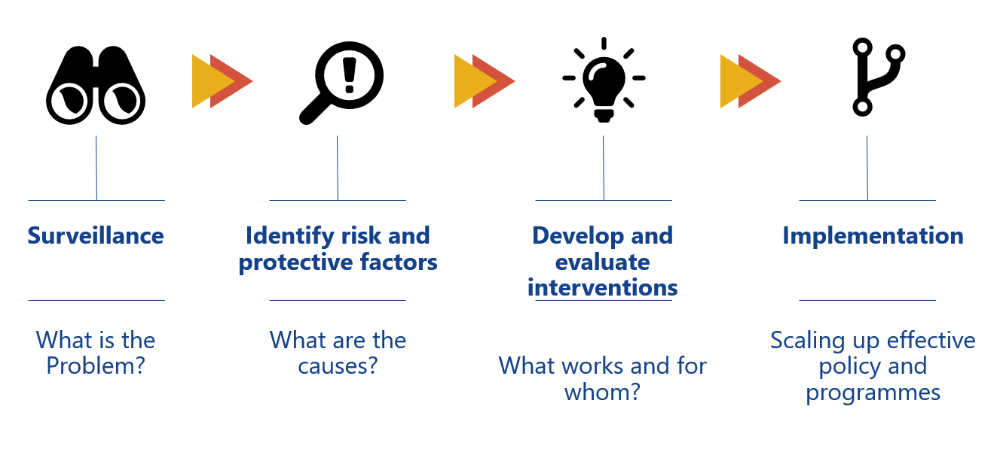 Surveillance
What is the
Problem?
Identify risk and
protective factors
What are the
causes?
Develop and
evaluate
interventions
What works and for
whom?
Implementation
Scaling up effective
policy and
programmes